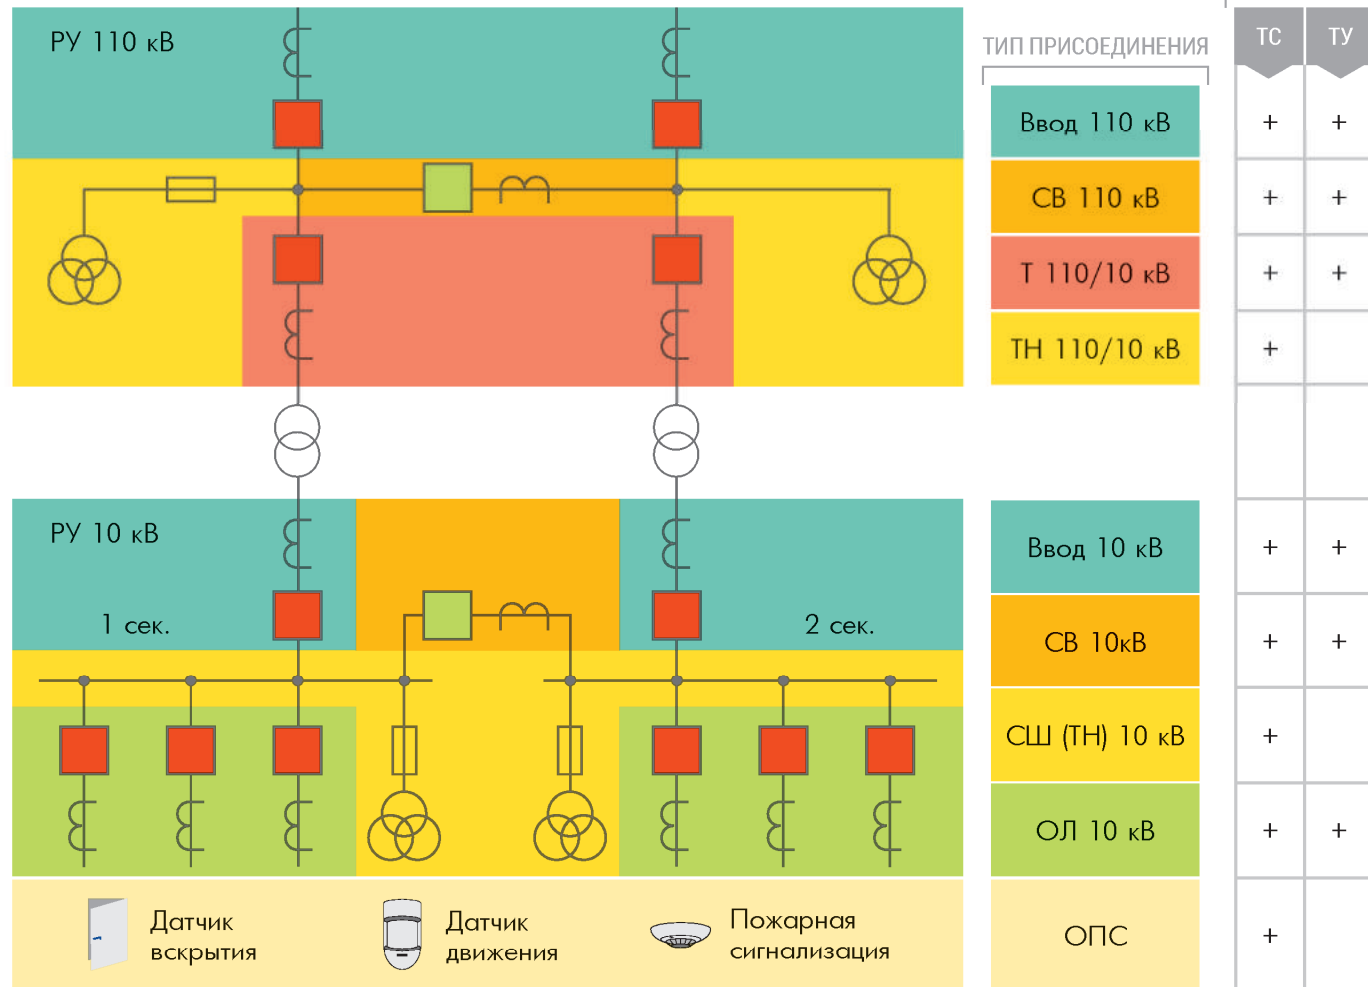 РУ 110 кВ
ТИП ПРИСОЕДИНЕНИЯ
ТС
ТУ
Ввод 110 кВ
+
+
СВ 110 кВ
+
+
Т 110/10 кВ
+
+
ТН 110/10 кВ
+
РУ 10 кВ
1 сек.
2 сек.
Ввод 10 кВ
+
+
СВ 10кВ
+
+
СШ (ТН) 10 кВ
+
ОЛ 10 кВ
+
+
Датчик
вскрытия
Датчик
движения
Пожарная
сигнализация
ОПС
+